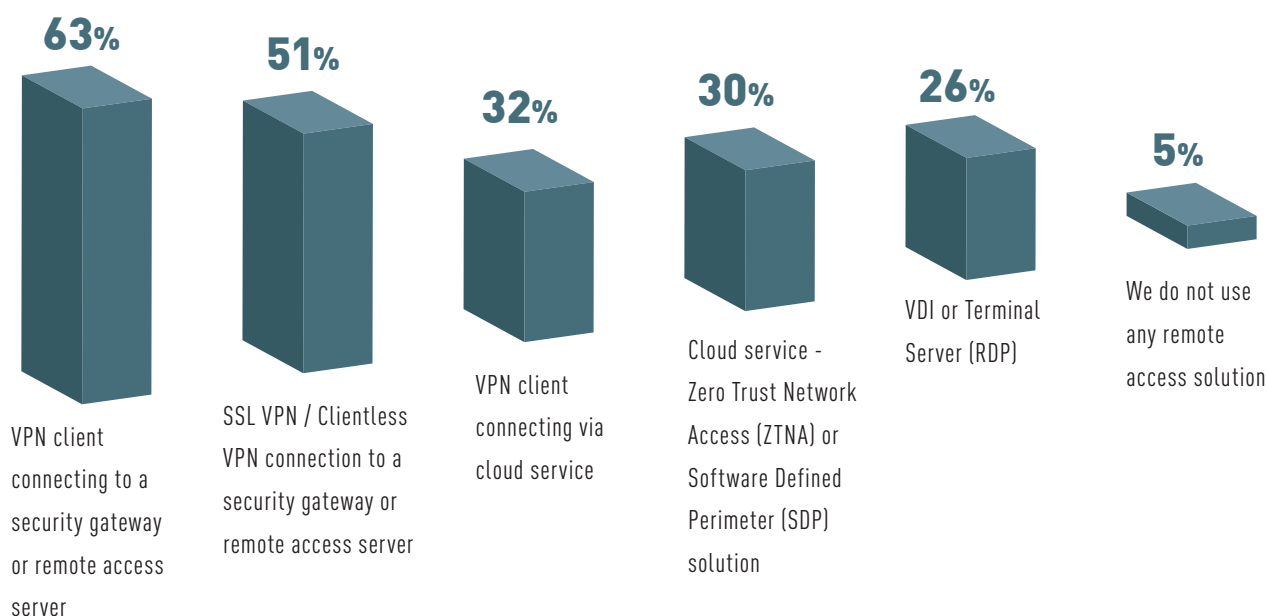 63%
VPN client
connecting to a
security gateway
or remote access
server
51%
SSL VPN / Clientless
VPN connection to a
security gateway or
remote access server
32%
VPN client
connecting via
cloud service
30%
Cloud service -
Zero Trust Network
Access (ZTNA) or
Software Defined
Perimeter (SDP)
solution
26%
VDI or Terminal
Server (RDP)
5%
We do not use
any remote
access solution